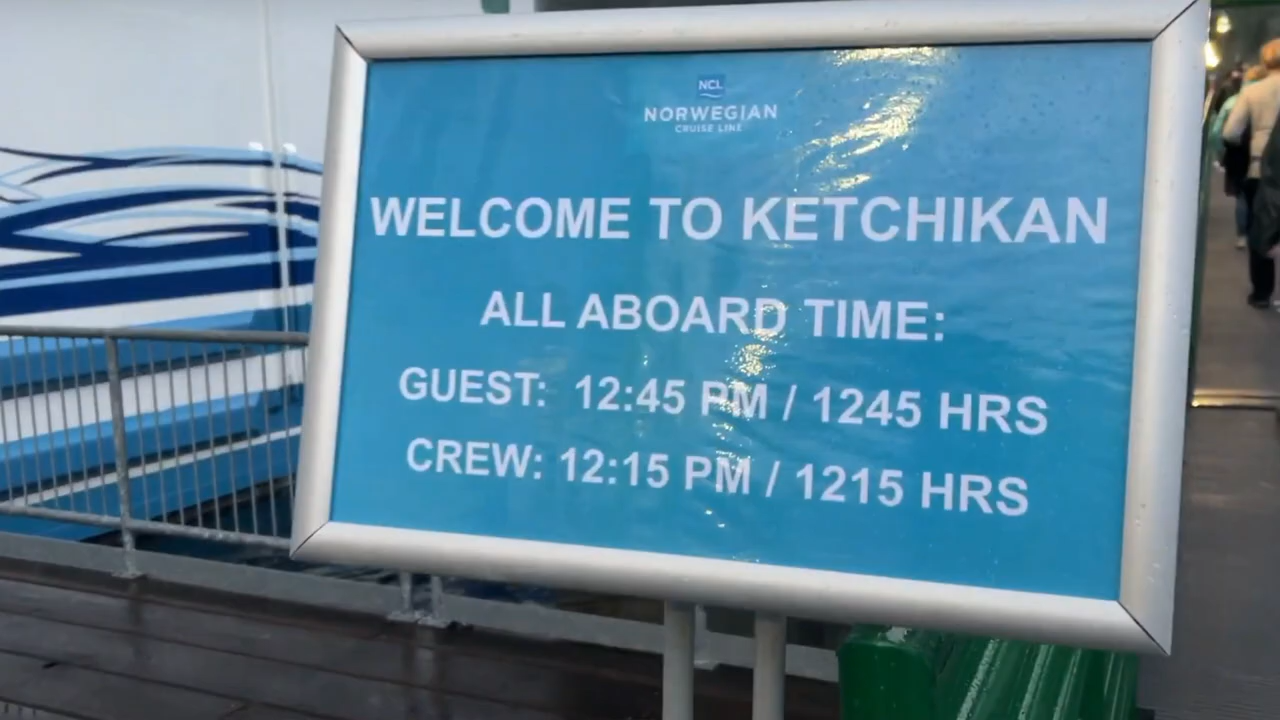 NCL
NORWEGIAN
CRUISE LINE
WELCOME TO KETCHIKAN
ALL ABOARD TIME:
GUEST: 12:45 PM / 1245 HRS
CREW: 12:15 PM / 1215 HRS